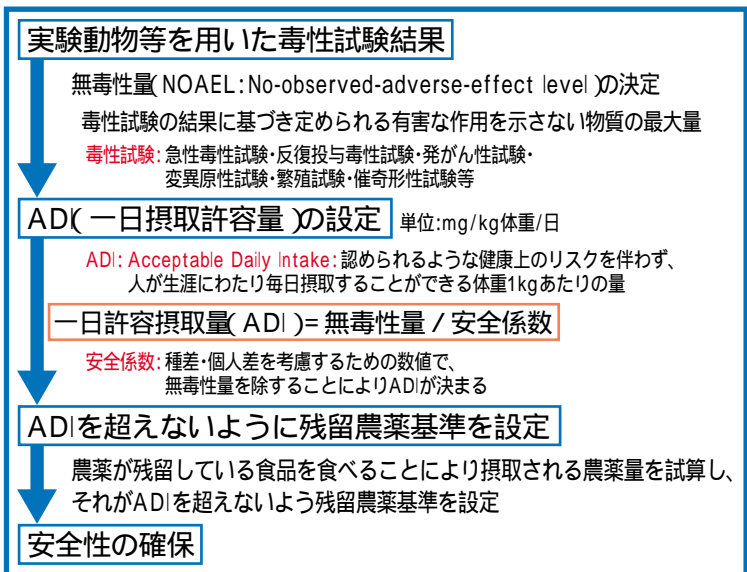 実験動物等を用いた毒性試験結果
無毒性量(NOAEL:No-observed-adverse-effect level)の決定
毒性試験の結果に基づき定められる有害な作用を示さない物質の最大量
毒性試験:急性毒性試験・反復投与毒性試験・発がん性試験・
変異原性試験・繁殖試験・催奇形性試験等
ADI(一日摂取許容量)の設定 単位:mg/kg体重/日
ADI:Acceptable Daily Intake:認められるような健康上のリスクを伴わず、
人が生涯にわたり毎日摂取することができる体重1kgあたりの量
一日許容摂取量(ADI)=無毒性量/安全係数
安全係数:種差・個人差を考慮するための数値で、
無毒性量を除することによりADIが決まる
ADIを超えないように残留農薬基準を設定
農薬が残留している食品を食べることにより摂取される農薬量を試算し、
それがADIを超えないよう残留農薬基準を設定
安全性の確保